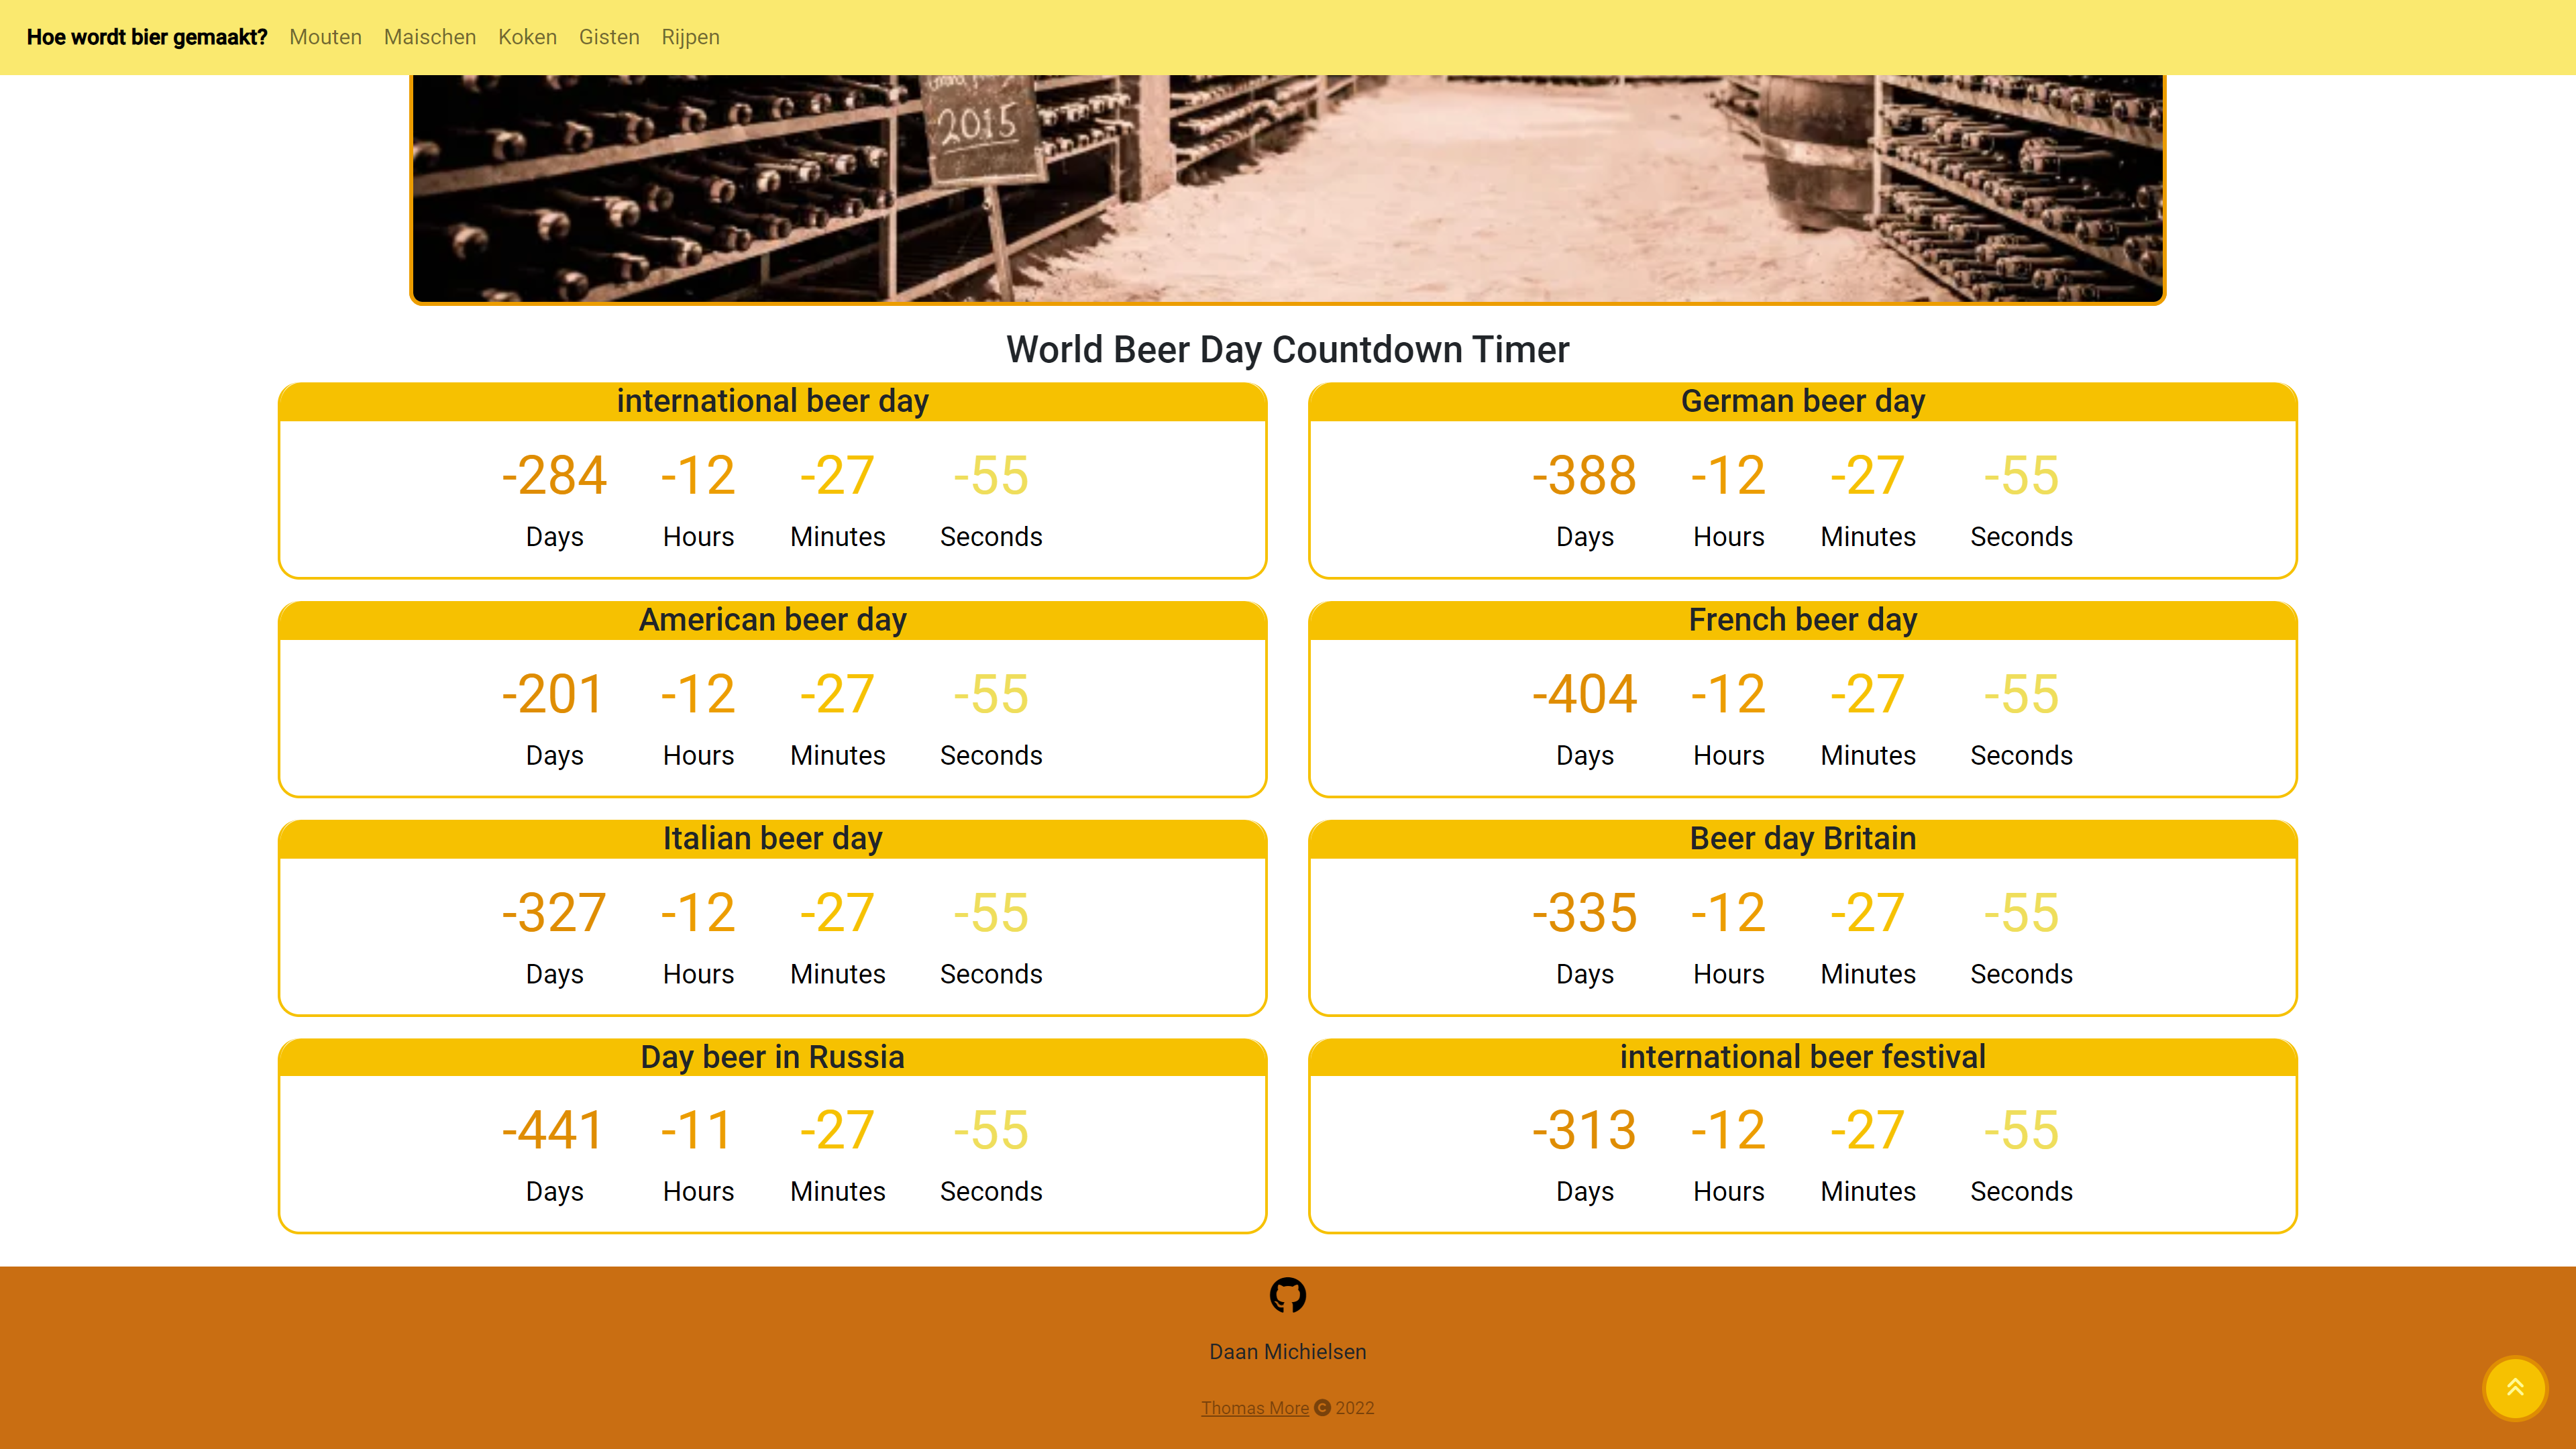 Hoe wordt bier gemaakt? Mouten Maischen Koken Gisten Rijpen
2015
World Beer Day Countdown Timer
international beer day
-284 -12 -27 -55
Days Hours Minutes Seconds
German beer day
-388 -12 -27 -55
Days Hours Minutes Seconds
American beer day
-201 -12 -27 -55
Days Hours Minutes Seconds
French beer day
-404 -12 -27 -55
Days Hours Minutes Seconds
Italian beer day
-327 -12 -27 -55
Days Hours Minutes Seconds
Beer day Britain
-335 -12 -27 -55
Days Hours Minutes Seconds
Day beer in Russia
-441 -11 -27 -55
Days Hours Minutes Seconds
international beer festival
-313 -12 -27 -55
Days Hours Minutes Seconds
Daan Michielsen
Thomas More © 2022